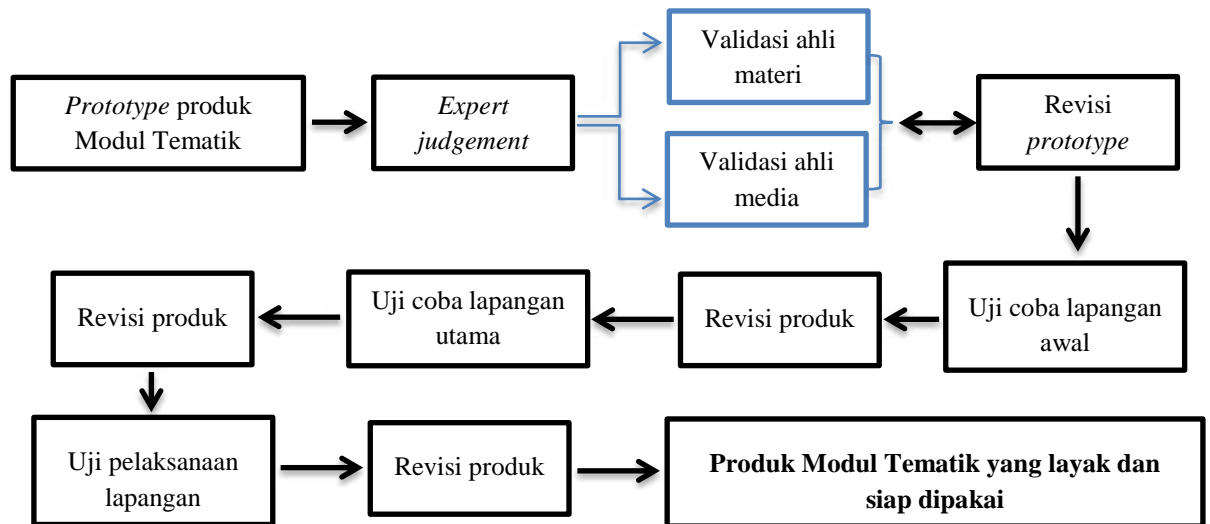 Prototype produk
Modul Tematik
Expert
judgement
Validasi ahli
materi
Validasi ahli
media
Revisi
prototype
Uji coba lapangan
awal
Revisi produk
Uji coba lapangan
utama
Revisi produk
Uji pelaksanaan
lapangan
Revisi produk
Produk Modul Tematik yang layak dan
siap dipakai